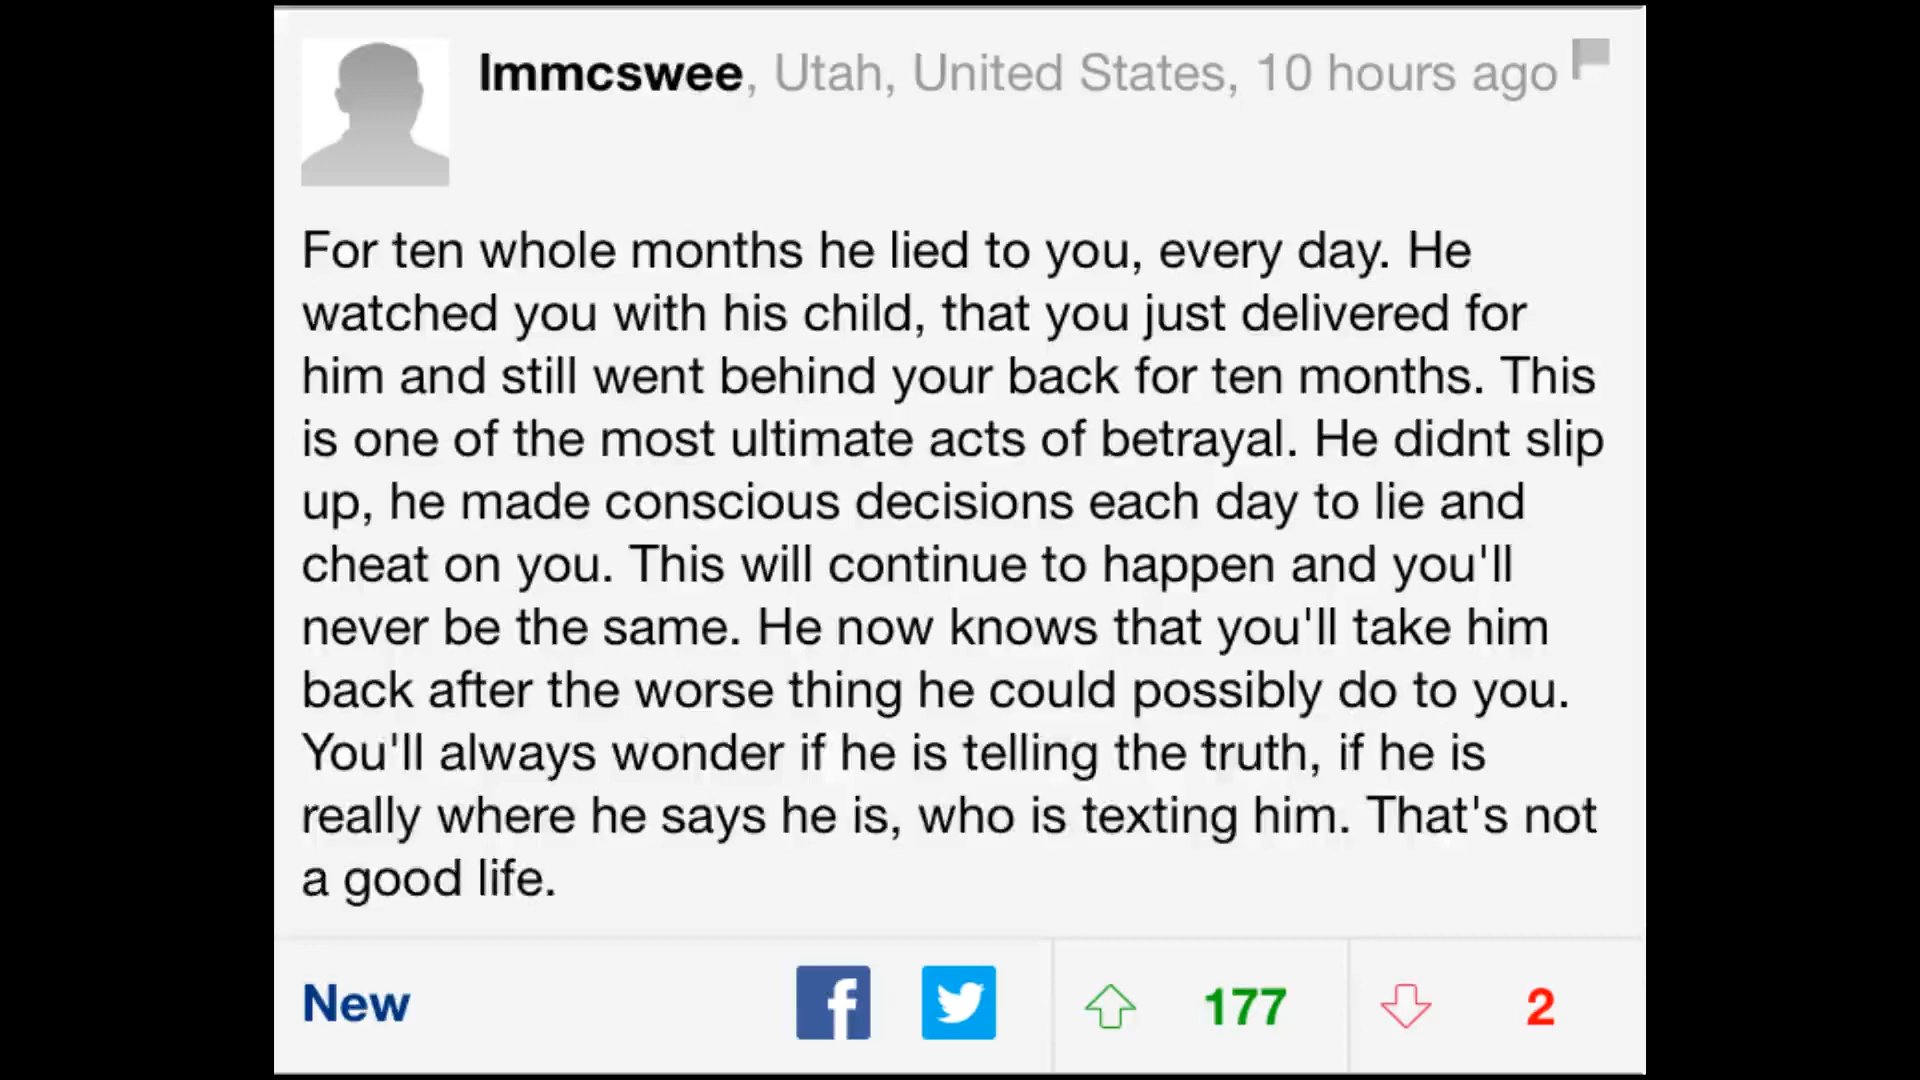 Immcswee, Utah, United States, 10 hours ago
For ten whole months he lied to you, every day. He
watched you with his child, that you just delivered for
him and still went behind your back for ten months. This
is one of the most ultimate acts of betrayal. He didnt slip
up, he made conscious decisions each day to lie and
cheat on you. This will continue to happen and you'll
never be the same. He now knows that you'll take him
back after the worse thing he could possibly do to you.
You'll always wonder if he is telling the truth, if he is
really where he says he is, who is texting him. That's not
a good life.
New f 177 2